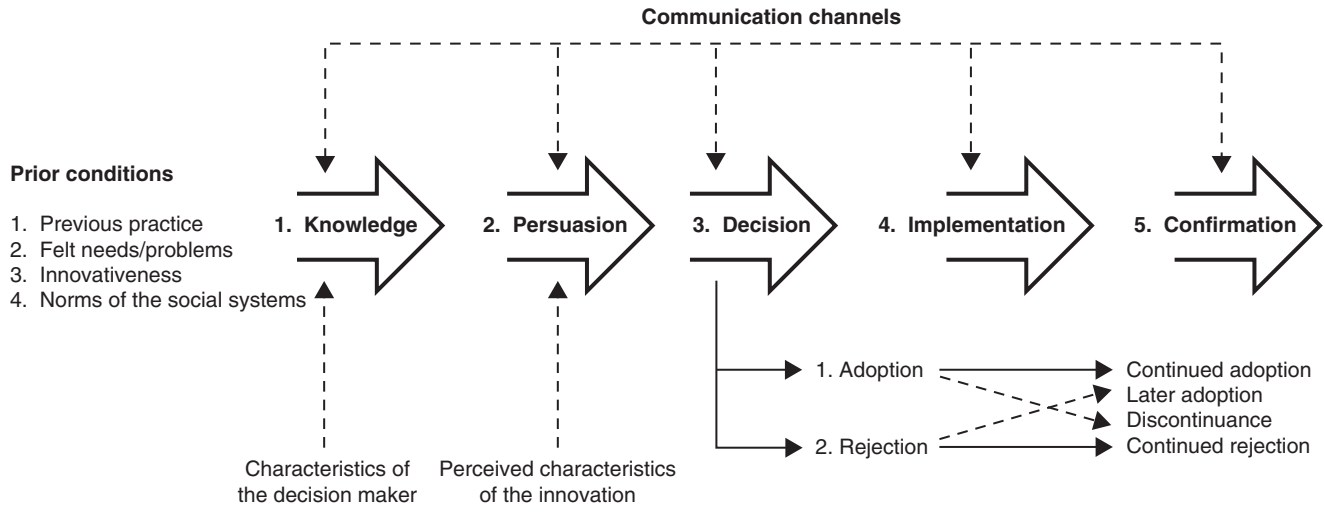 Communication channels
Prior conditions
1. Previous practice
2. Felt needs/problems
3. Innovativeness
4. Norms of the social systems
1. Knowledge
2. Persuasion
3. Decision
4. Implementation
5. Confirmation
1. Adoption
2. Rejection
Continued adoption
Later adoption
Discontinuance
Continued rejection
Characteristics of
the decision maker
Perceived characteristics
of the innovation